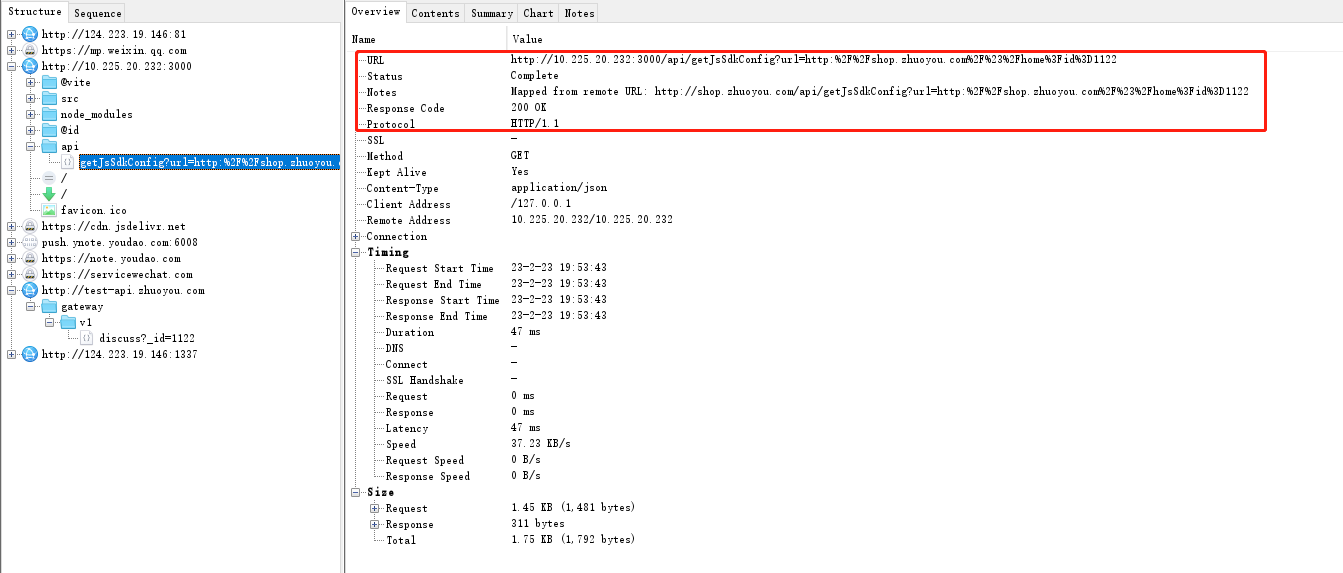 Structure Sequence
http://124.223.19.146:81
https://mp.weixin.qq.com
http://10.225.20.232:3000
@vite
src
node_modules
@id
api
getJsSdkConfig?url=http:%2F%2Fshop.zhuoyou.
/
/
favicon.ico
https://cdn.jsdelivr.net
push.ynote.youdao.com:6008
https://note.youdao.com
https://servicewechat.com
http://test-api.zhuoyou.com
gateway
v1
discuss?_id=1122
http://124.223.19.146:1337
Overview Contents Summary Chart Notes
Name Value
URL http://10.225.20.232:3000/api/getJsSdkConfig?url=http:%2F%2Fshop.zhuoyou.com%2F%23%2Fhome%3Fid%3D1122
Status Complete
Notes Mapped from remote URL: http://shop.zhuoyou.com/api/getJsSdkConfig?url=http:%2F%2Fshop.zhuoyou.com%2F%23%2Fhome%3Fid%3D1122
Response Code 200 OK
Protocol HTTP/1.1
SSL –
Method GET
Kept Alive Yes
Content-Type application/json
Client Address /127.0.0.1
Remote Address 10.225.20.232/10.225.20.232
Connection
Timing
Request Start Time 23-2-23 19:53:43
Request End Time 23-2-23 19:53:43
Response Start Time 23-2-23 19:53:43
Response End Time 23-2-23 19:53:43
Duration 47 ms
DNS –
Connect –
SSL Handshake –
Request 0 ms
Response 0 ms
Latency 47 ms
Speed 37.23 KB/s
Request Speed 0 B/s
Response Speed 0 B/s
Size
Request 1.45 KB (1,481 bytes)
Response 311 bytes
Total 1.75 KB (1,792 bytes)